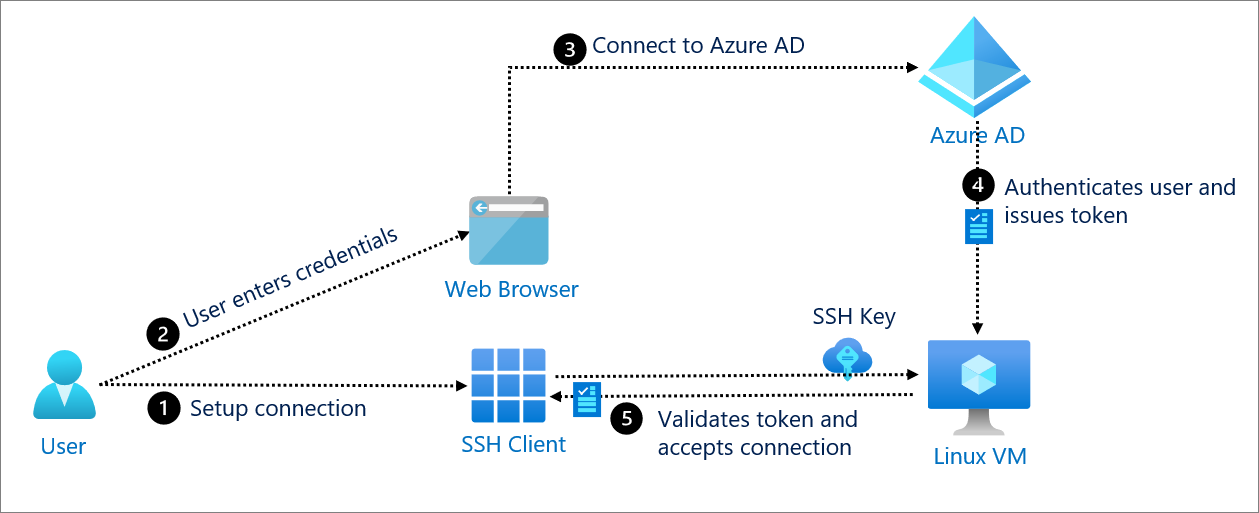 3 Connect to Azure AD
Azure AD
4 Authenticates user and
issues token
2 User enters credentials
Web Browser
SSH Key
1 Setup connection
User
SSH Client
5 Validates token and
accepts connection
Linux VM